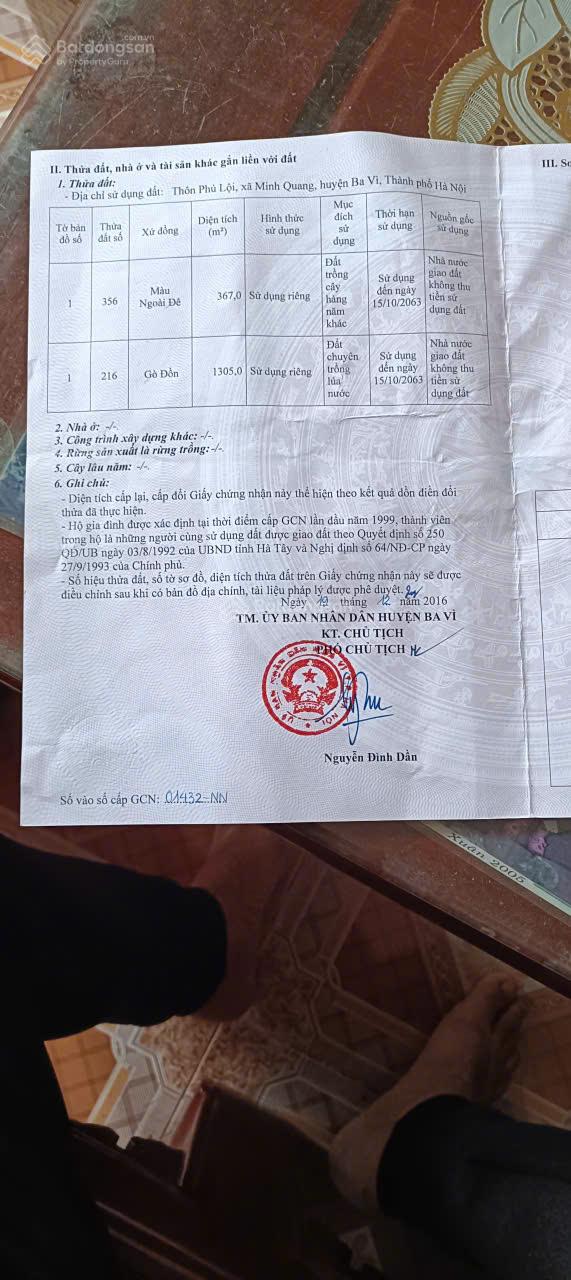 Batdongsan
.com.vn
by PropertyGuru
II. Thửa đất, nhà ở và tài sản khác gắn liền với đất
III. Sơ
1. Thửa đất:
- Địa chỉ sử dụng đất: Thôn Phú Lội, xã Minh Quang, huyện Ba Vì, Thành phố Hà Nội
Tờ bản đồ số
Thửa đất số
Xứ đồng
Diện tích (m²)
Hình thức sử dụng
Mục đích sử dụng
Thời hạn sử dụng
Nguồn gốc sử dụng
1
356
Màu Ngoài Đê
367,0
Sử dụng riêng
Đất trồng cây hàng năm khác
Sử dụng đến ngày 15/10/2063
Nhà nước giao đất không thu tiền sử dụng đất
1
216
Gò Đồn
1305,0
Sử dụng riêng
Đất chuyên trồng lúa nước
Sử dụng đến ngày 15/10/2063
Nhà nước giao đất không thu tiền sử dụng đất
2. Nhà ở: -/-.
3. Công trình xây dựng khác: -/-.
4. Rừng sản xuất là rừng trồng: -/-.
5. Cây lâu năm: -/-.
6. Ghi chú:
- Diện tích cấp lại, cấp đổi Giấy chứng nhận này thể hiện theo kết quả dồn điền đổi
thửa đã thực hiện.
- Hộ gia đình được xác định tại thời điểm cấp GCN lần đầu năm 1999, thành viên
trong hộ là những người cùng sử dụng đất được giao đất theo Quyết định số 250
QĐ/UB ngày 03/8/1992 của UBND tỉnh Hà Tây và Nghị định số 64/NĐ-CP ngày
27/9/1993 của Chính phủ.
- Số hiệu thửa đất, số tờ sơ đồ, diện tích thửa đất trên Giấy chứng nhận này sẽ được
điều chỉnh sau khi có bản đồ địa chính, tài liệu pháp lý được phê duyệt.
Ngày 19 tháng 12 năm 2016
TM. ỦY BAN NHÂN DÂN HUYỆN BA VÌ
KT. CHỦ TỊCH
PHÓ CHỦ TỊCH
Nguyễn Đình Dần
Số vào sổ cấp GCN: 01432-NN
Xuân 2005